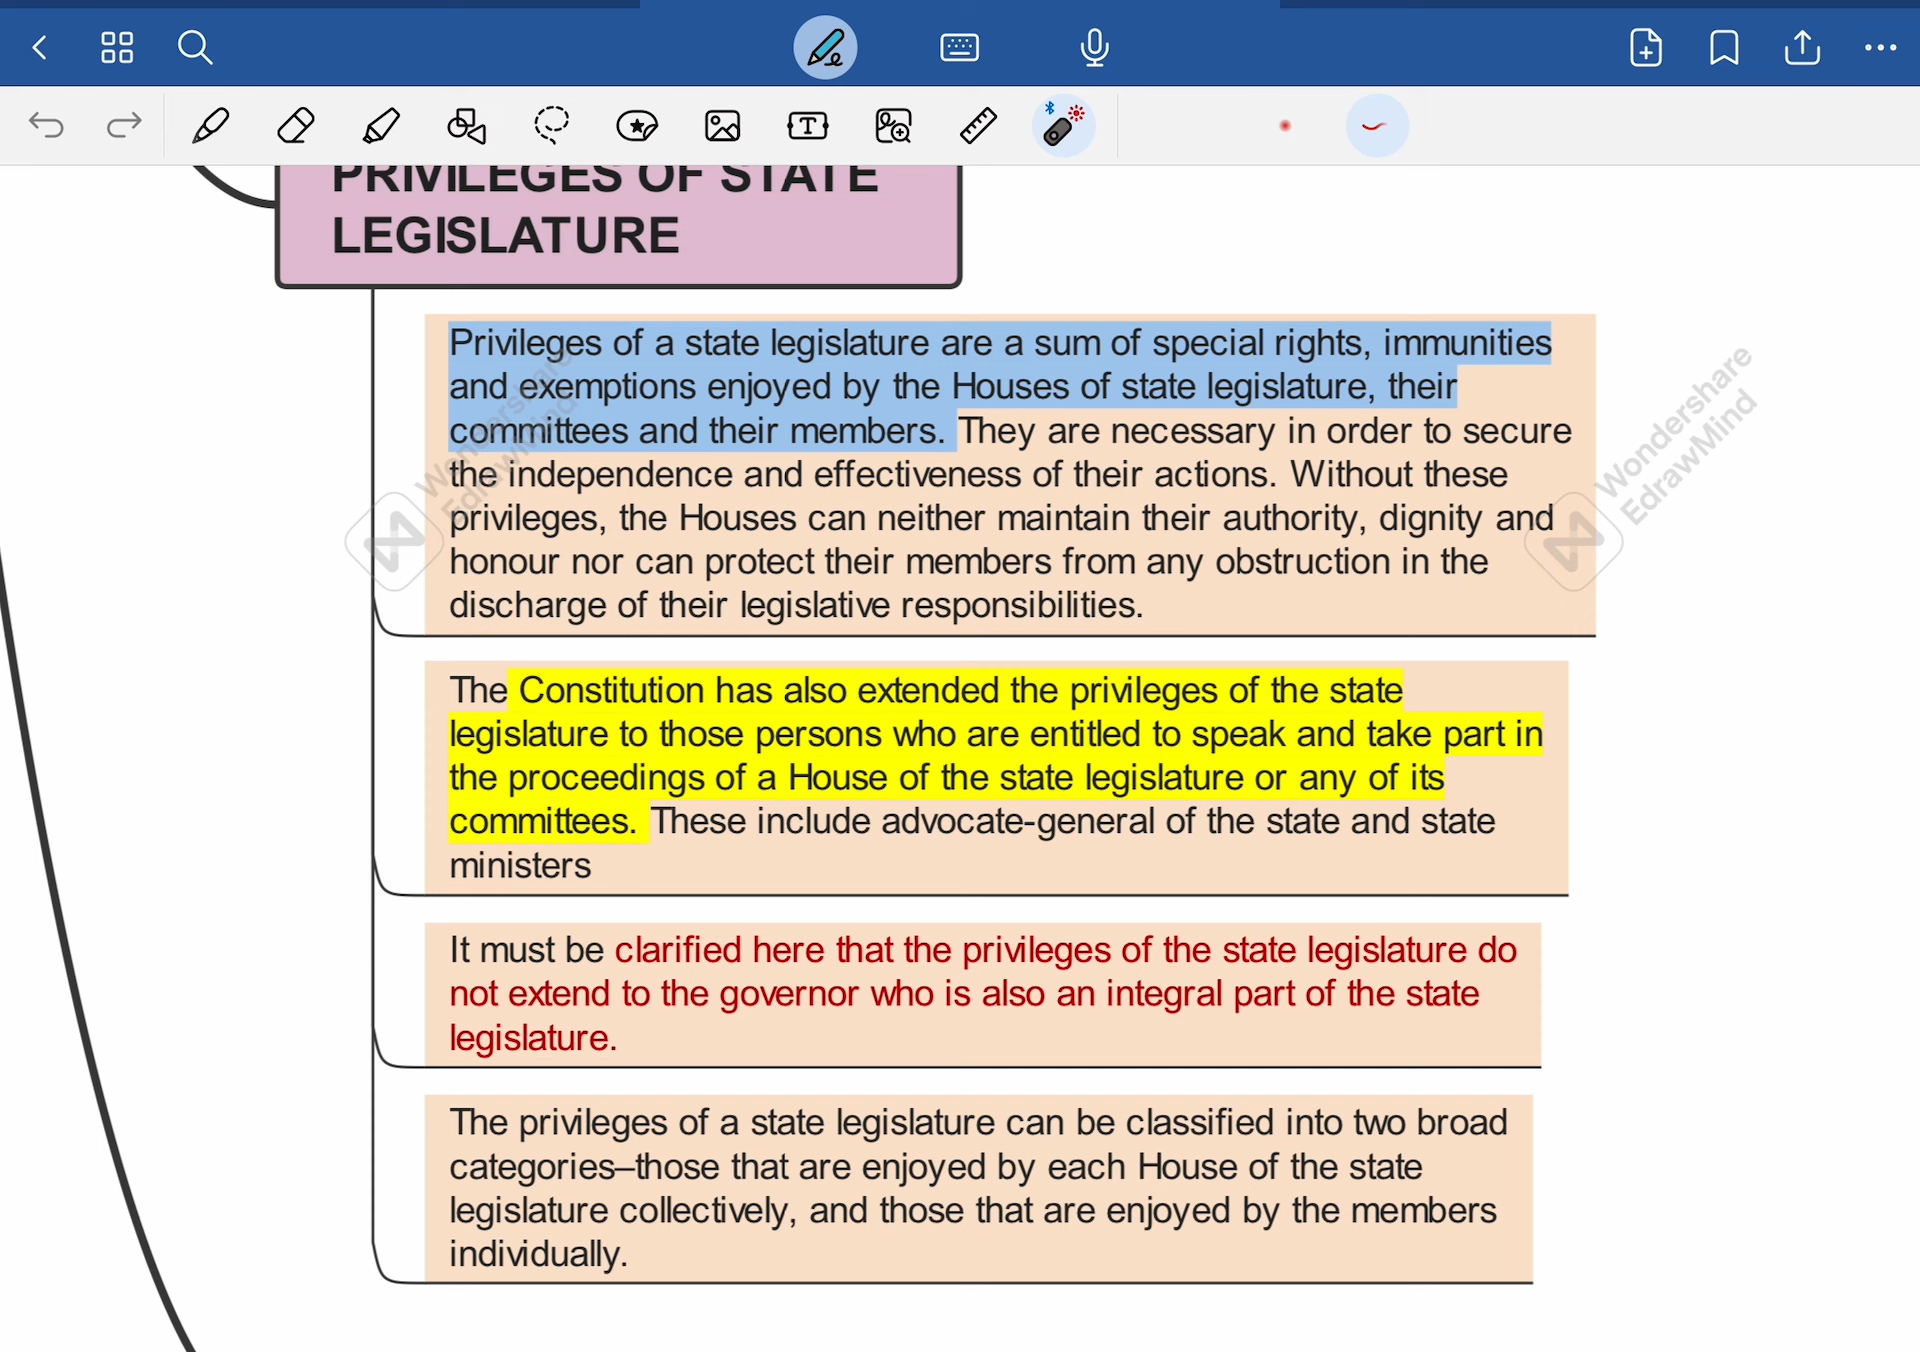 PRIVILEGES OF STATE
LEGISLATURE
Privileges of a state legislature are a sum of special rights, immunities
and exemptions enjoyed by the Houses of state legislature, their
committees and their members. They are necessary in order to secure
the independence and effectiveness of their actions. Without these
privileges, the Houses can neither maintain their authority, dignity and
honour nor can protect their members from any obstruction in the
discharge of their legislative responsibilities.
The Constitution has also extended the privileges of the state
legislature to those persons who are entitled to speak and take part in
the proceedings of a House of the state legislature or any of its
committees. These include advocate-general of the state and state
ministers
It must be clarified here that the privileges of the state legislature do
not extend to the governor who is also an integral part of the state
legislature.
The privileges of a state legislature can be classified into two broad
categories–those that are enjoyed by each House of the state
legislature collectively, and those that are enjoyed by the members
individually.
Wondershare
EdrawMind
Wondershare
EdrawMind